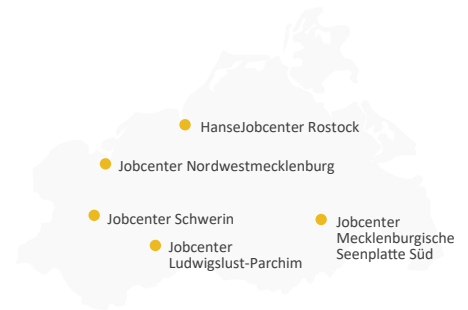 HanseJobcenter Rostock
Jobcenter Nordwestmecklenburg
Jobcenter Schwerin
Jobcenter
Ludwigslust-Parchim
Jobcenter
Mecklenburgische
Seenplatte Süd